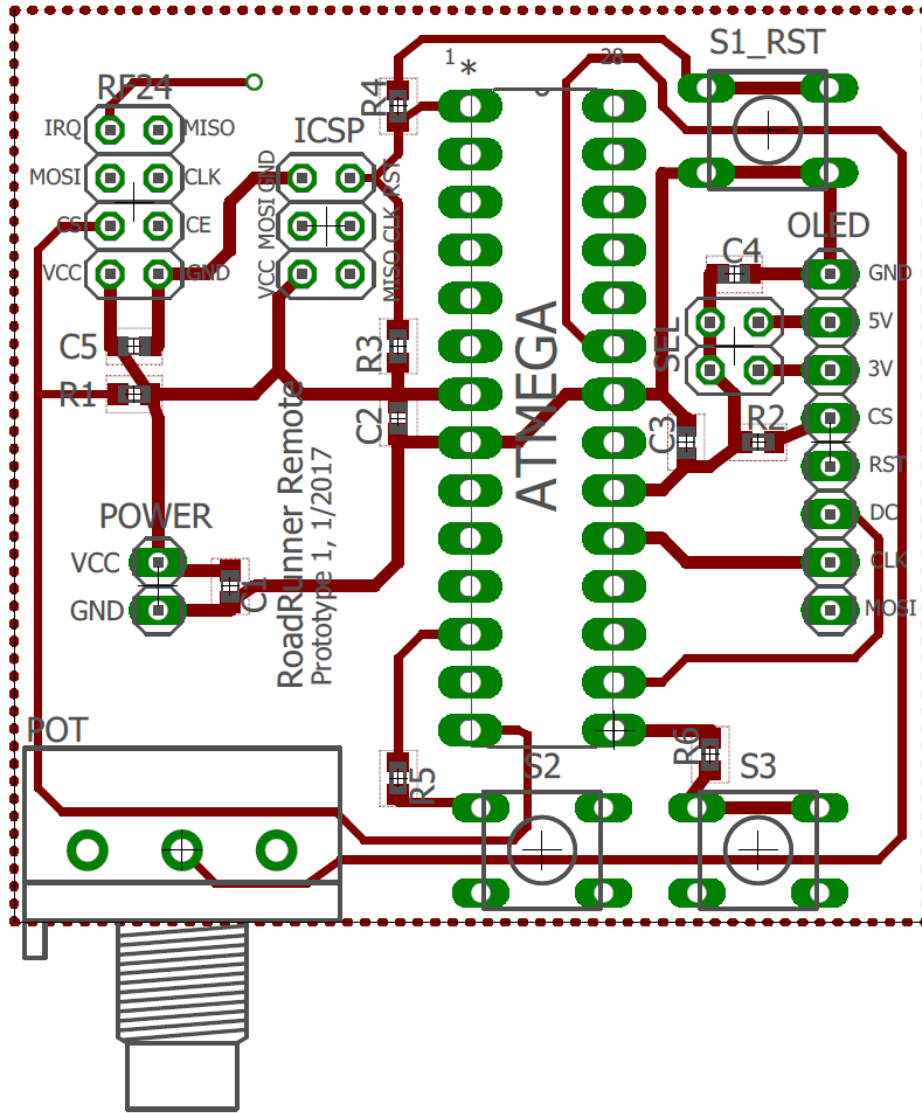 S1_RST
1
*
28
RF24
R4
IRQ
MISO
ICSP
MOSI
CLK
GND
RST
CS
CE
MOSI
CLK
VCC
GND
VCC
MISO
OLED
C4
GND
5V
SEL
3V
C5
R3
R1
C2
ATMEGA
C3
R2
CS
RST
DC
CLK
MOSI
POWER
VCC
GND
C1
RoadRunner Remote
Prototype 1, 1/2017
POT
R5
S2
R6
S3